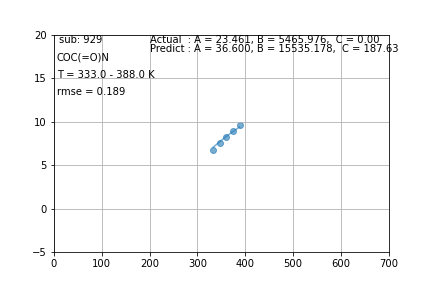 sub: 929
Actual : A = 23.461, B = 5465.976, C = 0.00
Predict : A = 36.600, B = 15535.178, C = 187.63
COC(=O)N
T = 333.0 - 388.0 K
rmse = 0.189
20
15
10
5
0
−5
0 100 200 300 400 500 600 700